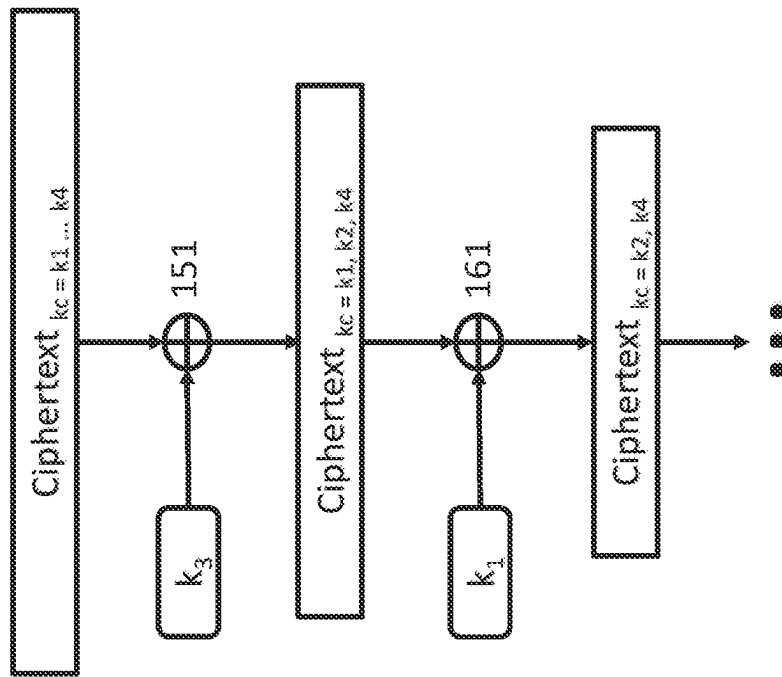 Ciphertext kc = k1 ... k4
k3
151
Ciphertext kc = k1, k2, k4
k1
161
Ciphertext kc = k2, k4